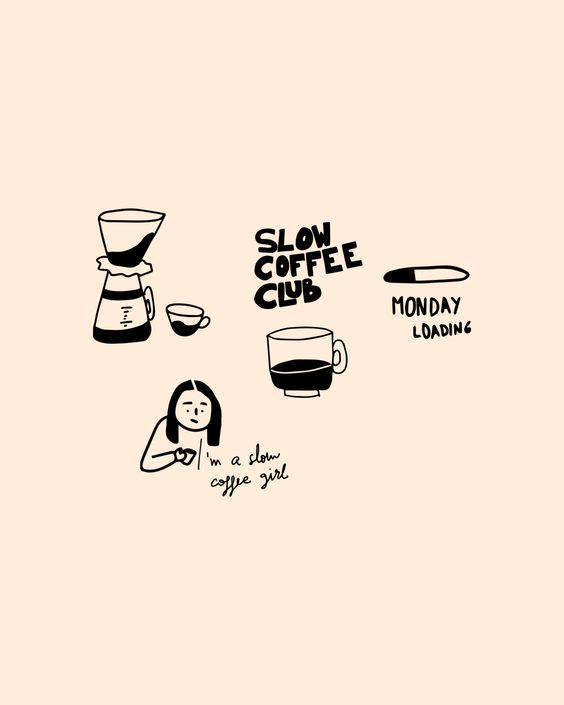 SLOW
COFFEE
CLUB
MONDAY
LOADING
I'm a slow
coffee girl